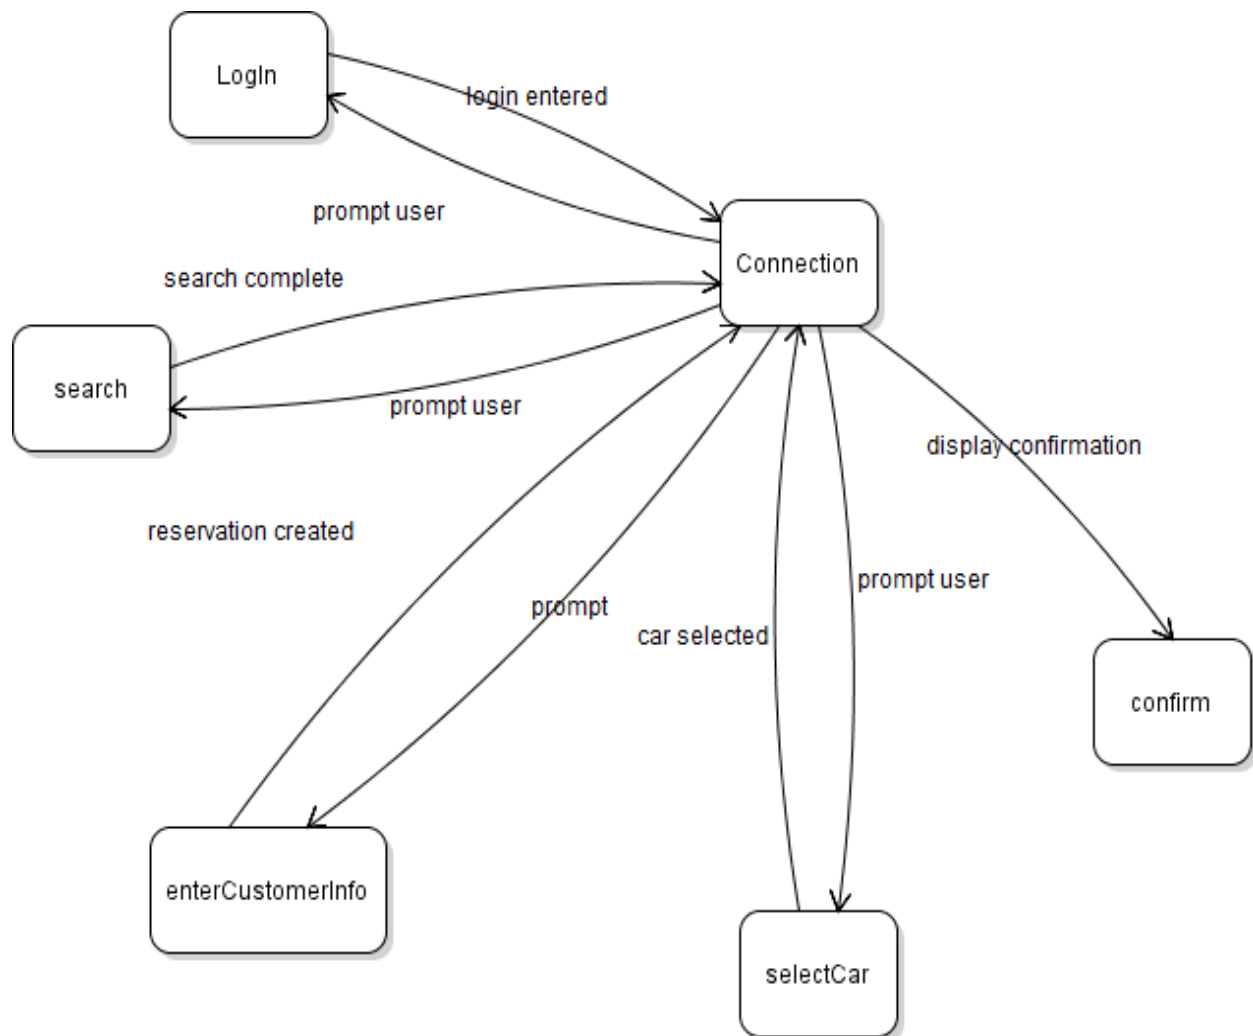 LogIn
login entered
prompt user
Connection
search complete
search
prompt user
display confirmation
reservation created
prompt user
prompt
car selected
confirm
enterCustomerInfo
selectCar